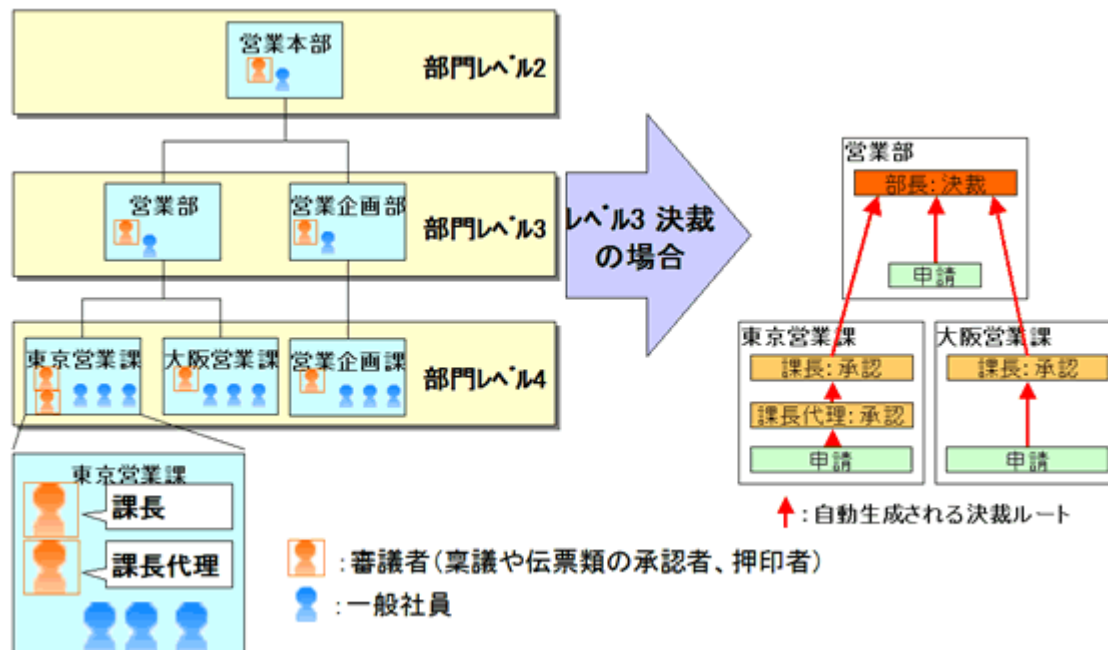 営業本部
部門レベル2
営業部
営業企画部
部門レベル3
東京営業課
大阪営業課
営業企画課
部門レベル4
東京営業課
課長
課長代理
レベル3 決裁
の場合
営業部
部長:決裁
申請
東京営業課
課長:承認
課長代理:承認
申請
大阪営業課
課長:承認
申請
:自動生成される決裁ルート
:審議者(稟議や伝票類の承認者、押印者)
:一般社員